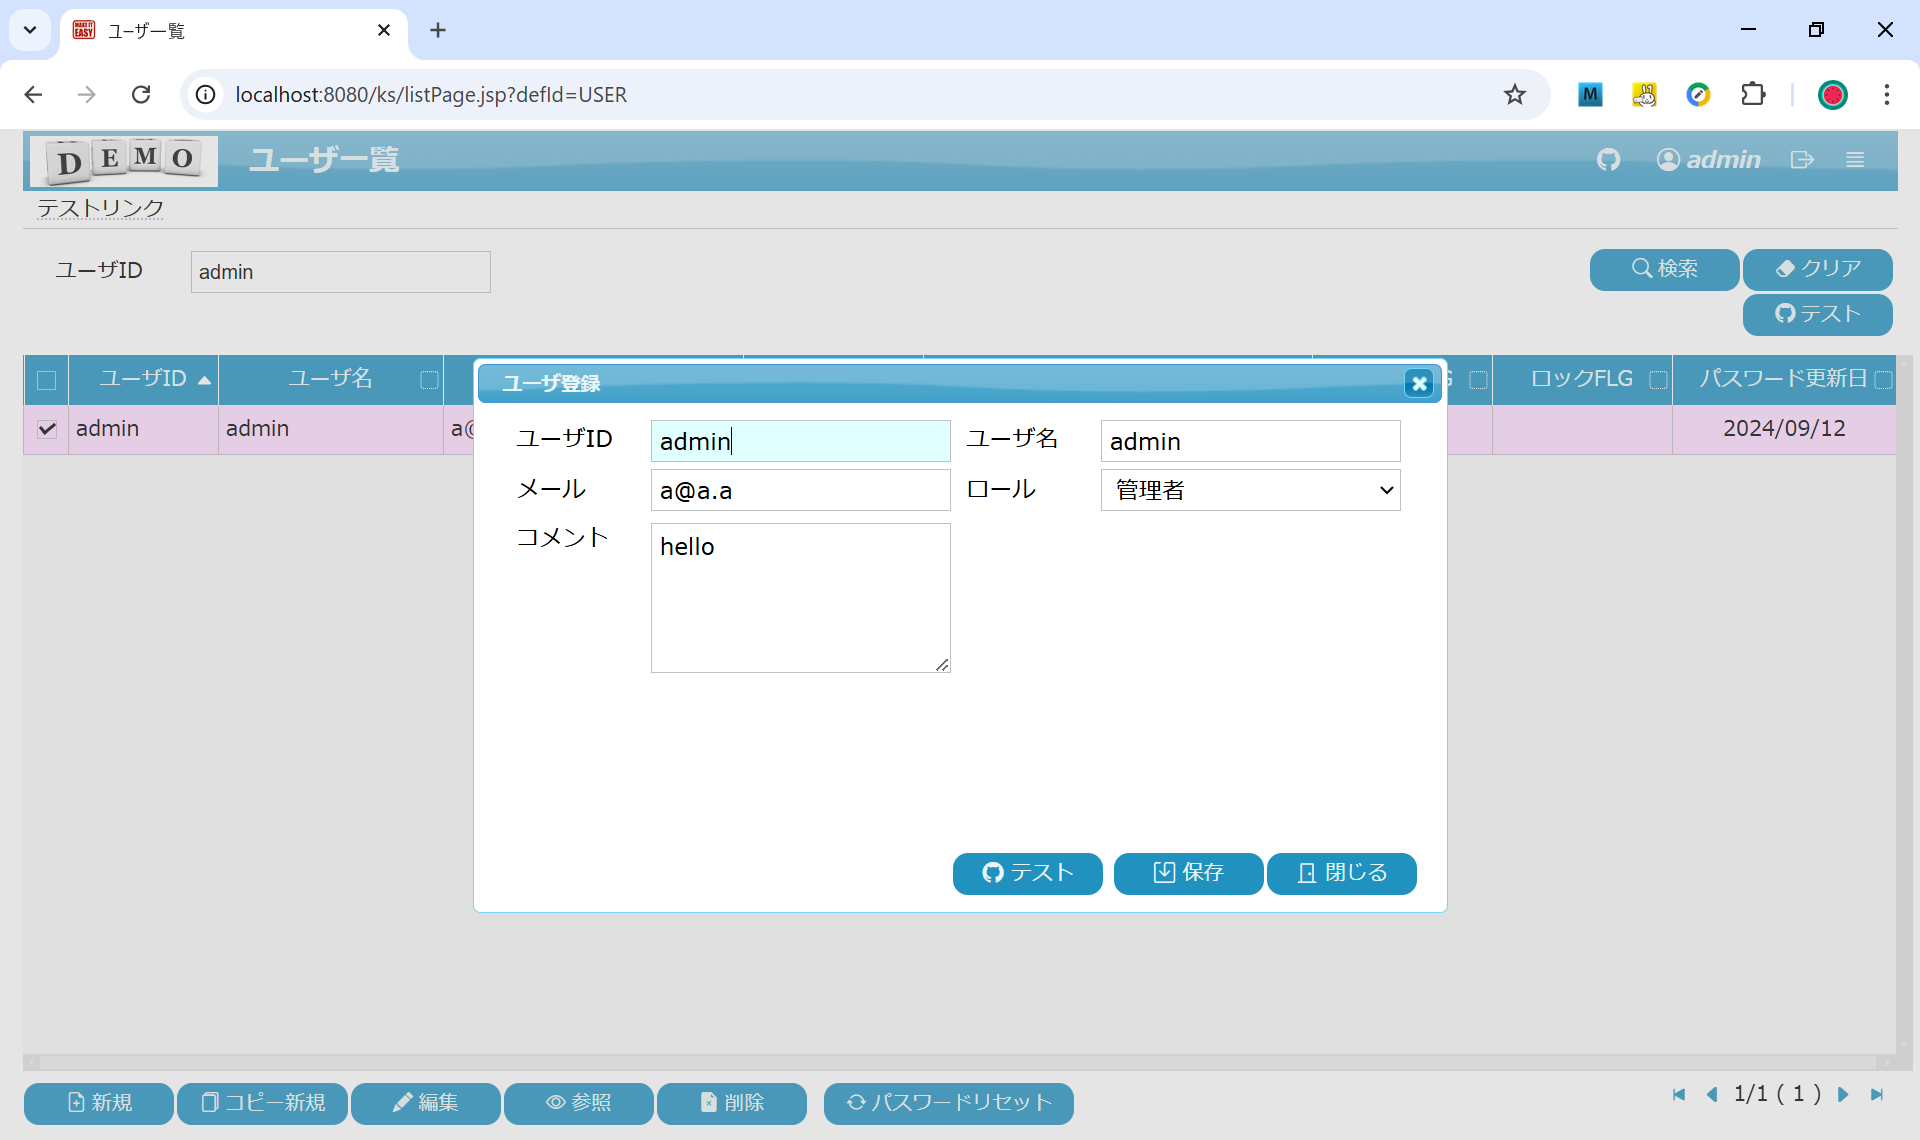 MAKE IT EASY
ユーザ一覧
localhost:8080/ks/listPage.jsp?defId=USER
M
DEMO
ユーザ一覧
admin
テストリンク
ユーザID
admin
検索
クリア
テスト
ユーザID
ユーザ名
G
ロックFLG
パスワード更新日
admin
admin
a@
2024/09/12
ユーザ登録
ユーザID
admin
ユーザ名
admin
メール
a@a.a
ロール
管理者
コメント
hello
テスト
保存
閉じる
新規
コピー新規
編集
参照
削除
パスワードリセット
1/1 ( 1 )